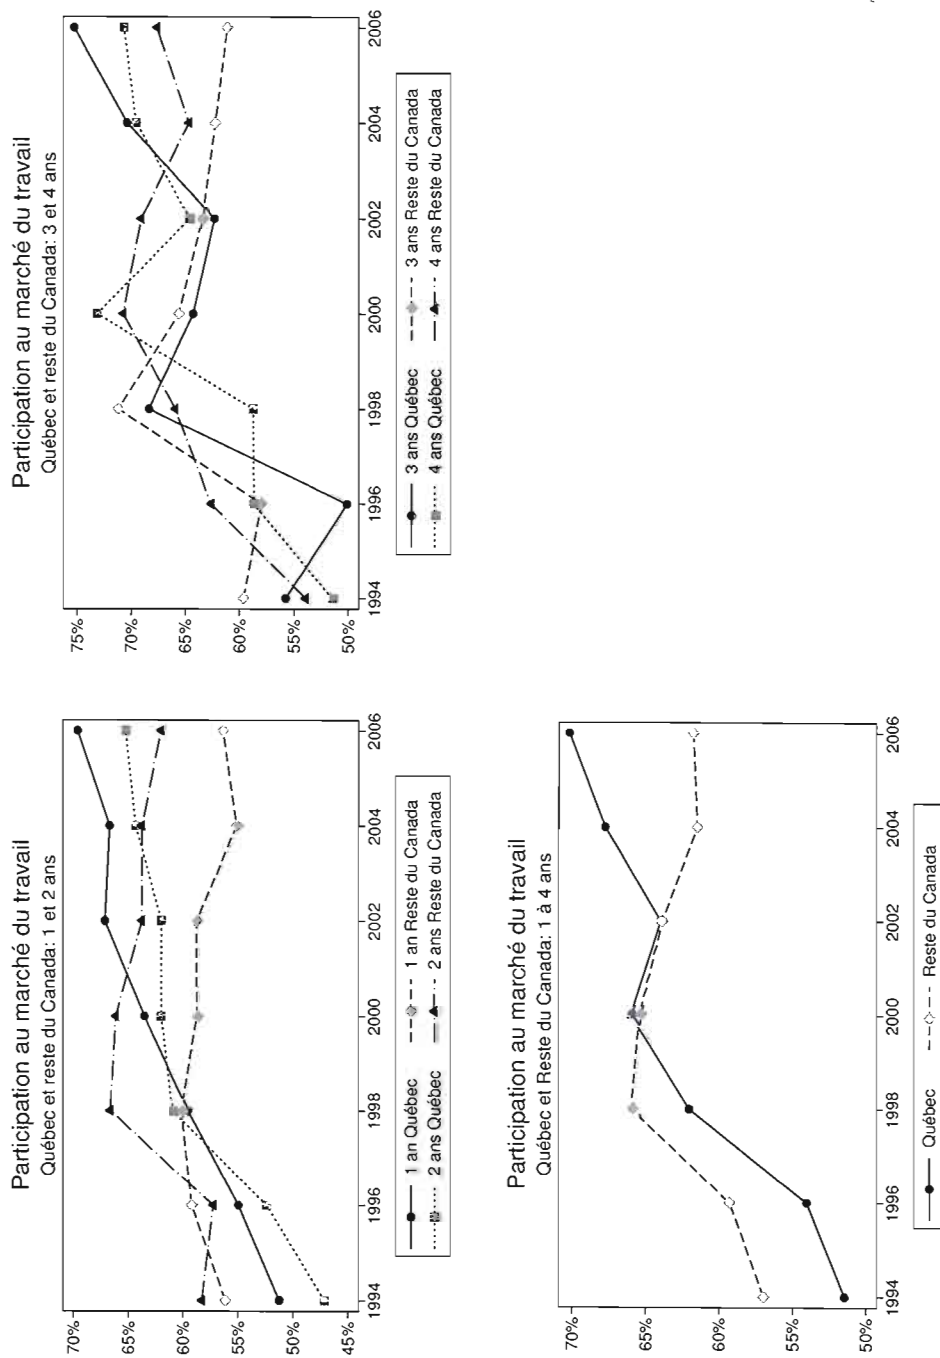 Participation au marché du travail
Québec et reste du Canada: 1 et 2 ans
70%
65%
60%
55%
50%
45%
1994
1996
1998
2000
2002
2004
2006
1 an Québec
1 an Reste du Canada
2 ans Québec
2 ans Reste du Canada
Participation au marché du travail
Québec et reste du Canada: 3 et 4 ans
75%
70%
65%
60%
55%
50%
1994
1996
1998
2000
2002
2004
2006
3 ans Québec
3 ans Reste du Canada
4 ans Québec
4 ans Reste du Canada
Participation au marché du travail
Québec et Reste du Canada: 1 à 4 ans
70%
65%
60%
55%
50%
1994
1996
1998
2000
2002
2004
2006
Québec
Reste du Canada